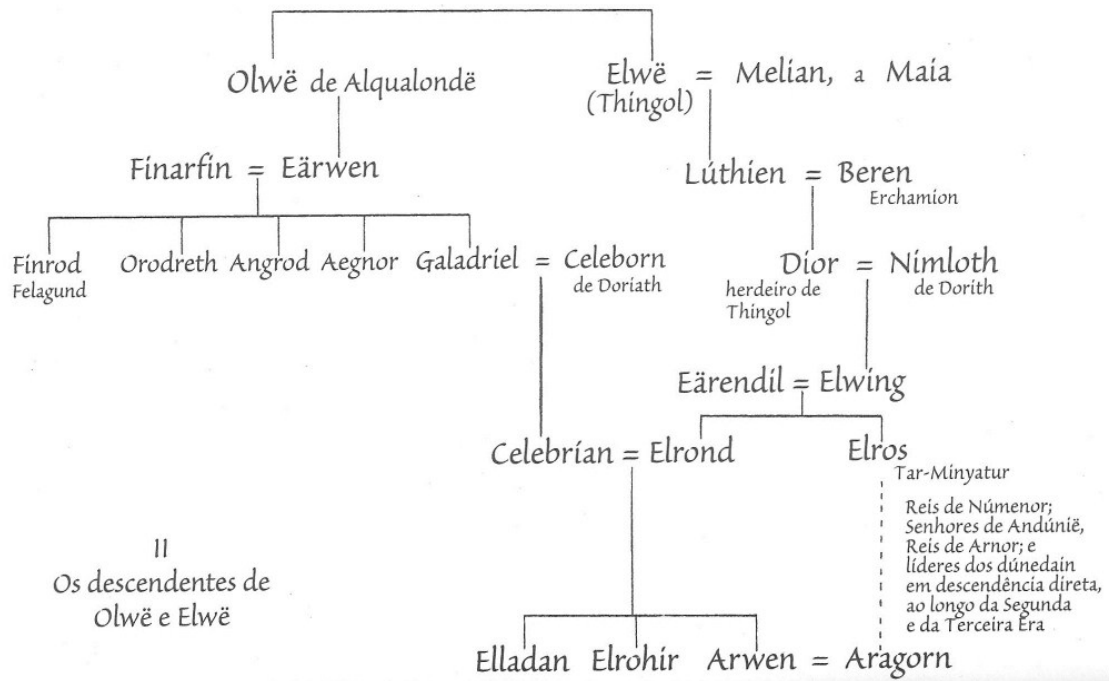 Olwë de Alqualondë
Elwë = Melian, a Maia
(Thingol)
Finarfin = Eärwen
Lúthien = Beren
Erchamion
Finrod Orodreth Angrod Aegnor Galadriel = Celeborn
Felagund
de Doriath
Dior = Nimloth
herdeiro de
Thingol
de Dorith
Eärendil = Elwing
Celebrían = Elrond
Elros
Tar-Minyatur
Reis de Númenor;
Senhores de Andúnië,
Reis de Arnor; e
líderes dos dúnedain
em descendência direta,
ao longo da Segunda
e da Terceira Era
II
Os descendentes de
Olwë e Elwë
Elladan Elrohir Arwen = Aragorn